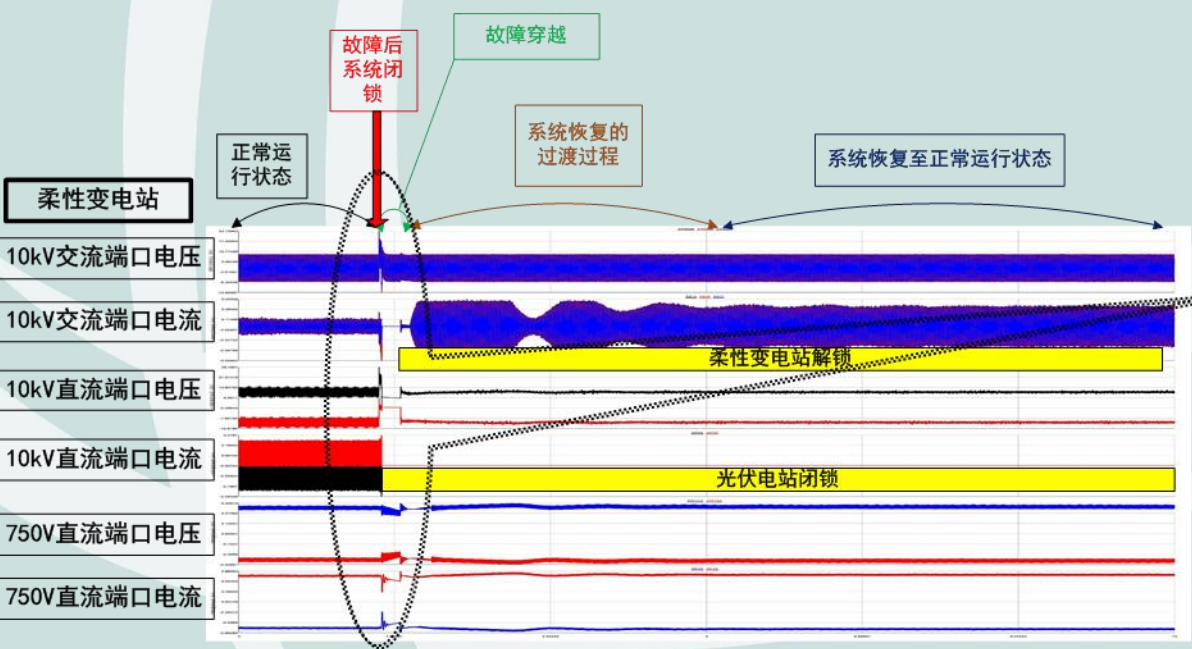 故障后
系统闭
锁
故障穿越
正常运
行状态
系统恢复的
过渡过程
系统恢复至正常运行状态
柔性变电站
10kV交流端口电压
10kV交流端口电流
柔性变电站解锁
10kV直流端口电压
10kV直流端口电流
光伏电站闭锁
750V直流端口电压
750V直流端口电流